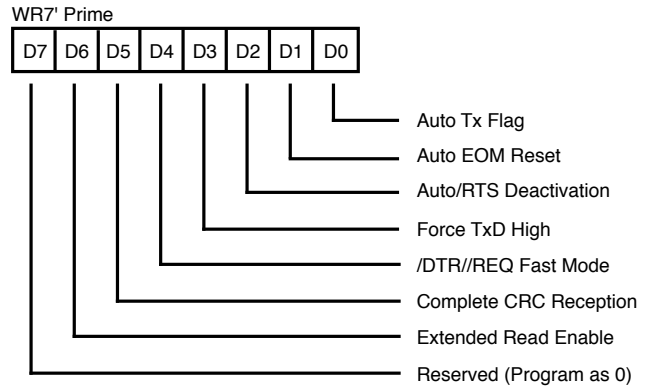 WR7' Prime
D7 D6 D5 D4 D3 D2 D1 D0
Auto Tx Flag
Auto EOM Reset
Auto/RTS Deactivation
Force TxD High
/DTR//REQ Fast Mode
Complete CRC Reception
Extended Read Enable
Reserved (Program as 0)